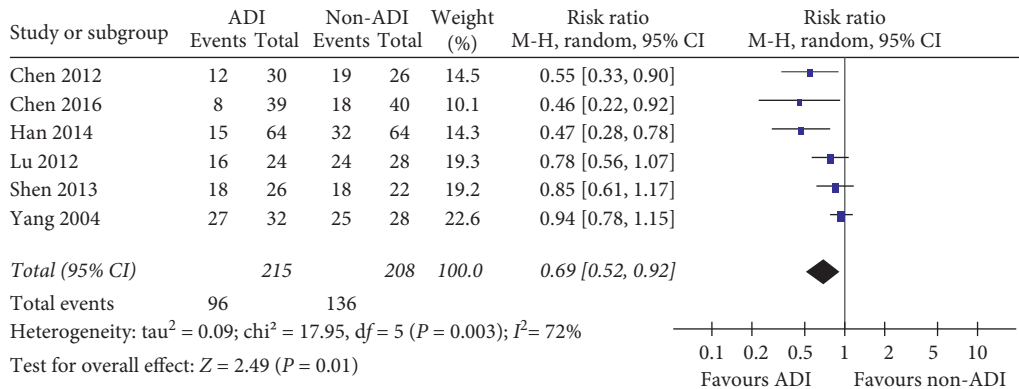 Study or subgroup ADI Non-ADI Weight (%) Risk ratio Risk ratio
Events Total Events Total M-H, random, 95% CI M-H, random, 95% CI
Chen 2012 12 30 19 26 14.5 0.55 [0.33, 0.90]
Chen 2016 8 39 18 40 10.1 0.46 [0.22, 0.92]
Han 2014 15 64 32 64 14.3 0.47 [0.28, 0.78]
Lu 2012 16 24 24 28 19.3 0.78 [0.56, 1.07]
Shen 2013 18 26 18 22 19.2 0.85 [0.61, 1.17]
Yang 2004 27 32 25 28 22.6 0.94 [0.78, 1.15]
Total (95% CI) 215 208 100.0 0.69 [0.52, 0.92]
Total events 96 136
Heterogeneity: tau² = 0.09; chi² = 17.95, df = 5 (P = 0.003); I² = 72%
Test for overall effect: Z = 2.49 (P = 0.01)
0.1 0.2 0.5 1 2 5 10
Favours ADI Favours non-ADI